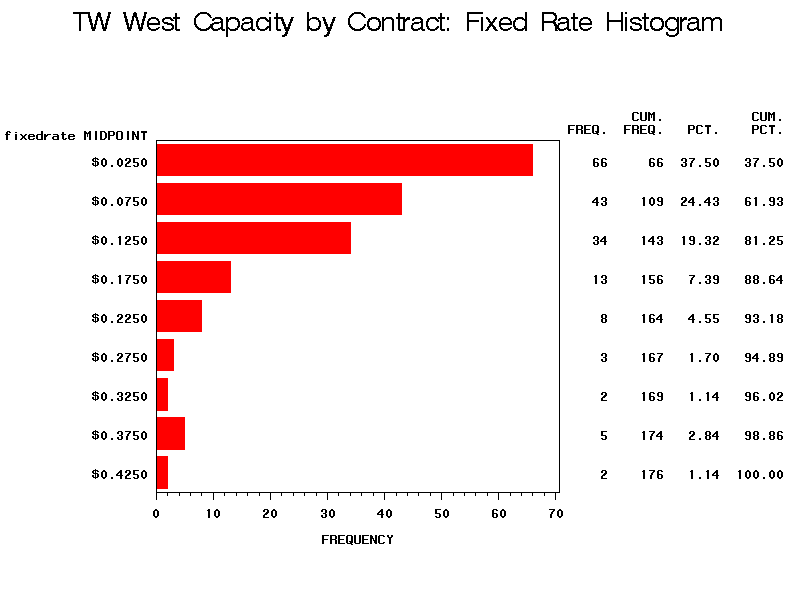 TW West Capacity by Contract: Fixed Rate Histogram
CUM. CUM.
fixedrate MIDPOINT FREQ. FREQ. PCT. PCT.
$0.0250 66 66 37.50 37.50
$0.0750 43 109 24.43 61.93
$0.1250 34 143 19.32 81.25
$0.1750 13 156 7.39 88.64
$0.2250 8 164 4.55 93.18
$0.2750 3 167 1.70 94.89
$0.3250 2 169 1.14 96.02
$0.3750 5 174 2.84 98.86
$0.4250 2 176 1.14 100.00
0 10 20 30 40 50 60 70
FREQUENCY